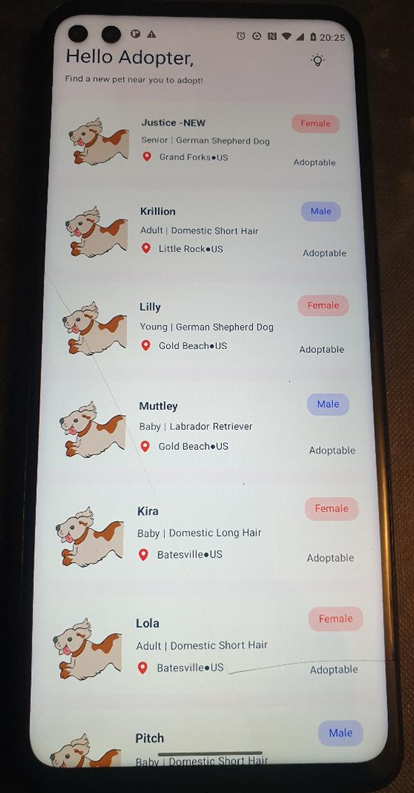 20:25
Hello Adopter,
Find a new pet near you to adopt!
Justice -NEW
Female
Senior | German Shepherd Dog
Grand Forks●US
Adoptable
Krillion
Male
Adult | Domestic Short Hair
Little Rock●US
Adoptable
Lilly
Female
Young | German Shepherd Dog
Gold Beach●US
Adoptable
Muttley
Male
Baby | Labrador Retriever
Gold Beach●US
Adoptable
Kira
Female
Baby | Domestic Long Hair
Batesville●US
Adoptable
Lola
Female
Adult | Domestic Short Hair
Batesville●US
Adoptable
Pitch
Male
Baby | Domestic Short Hair